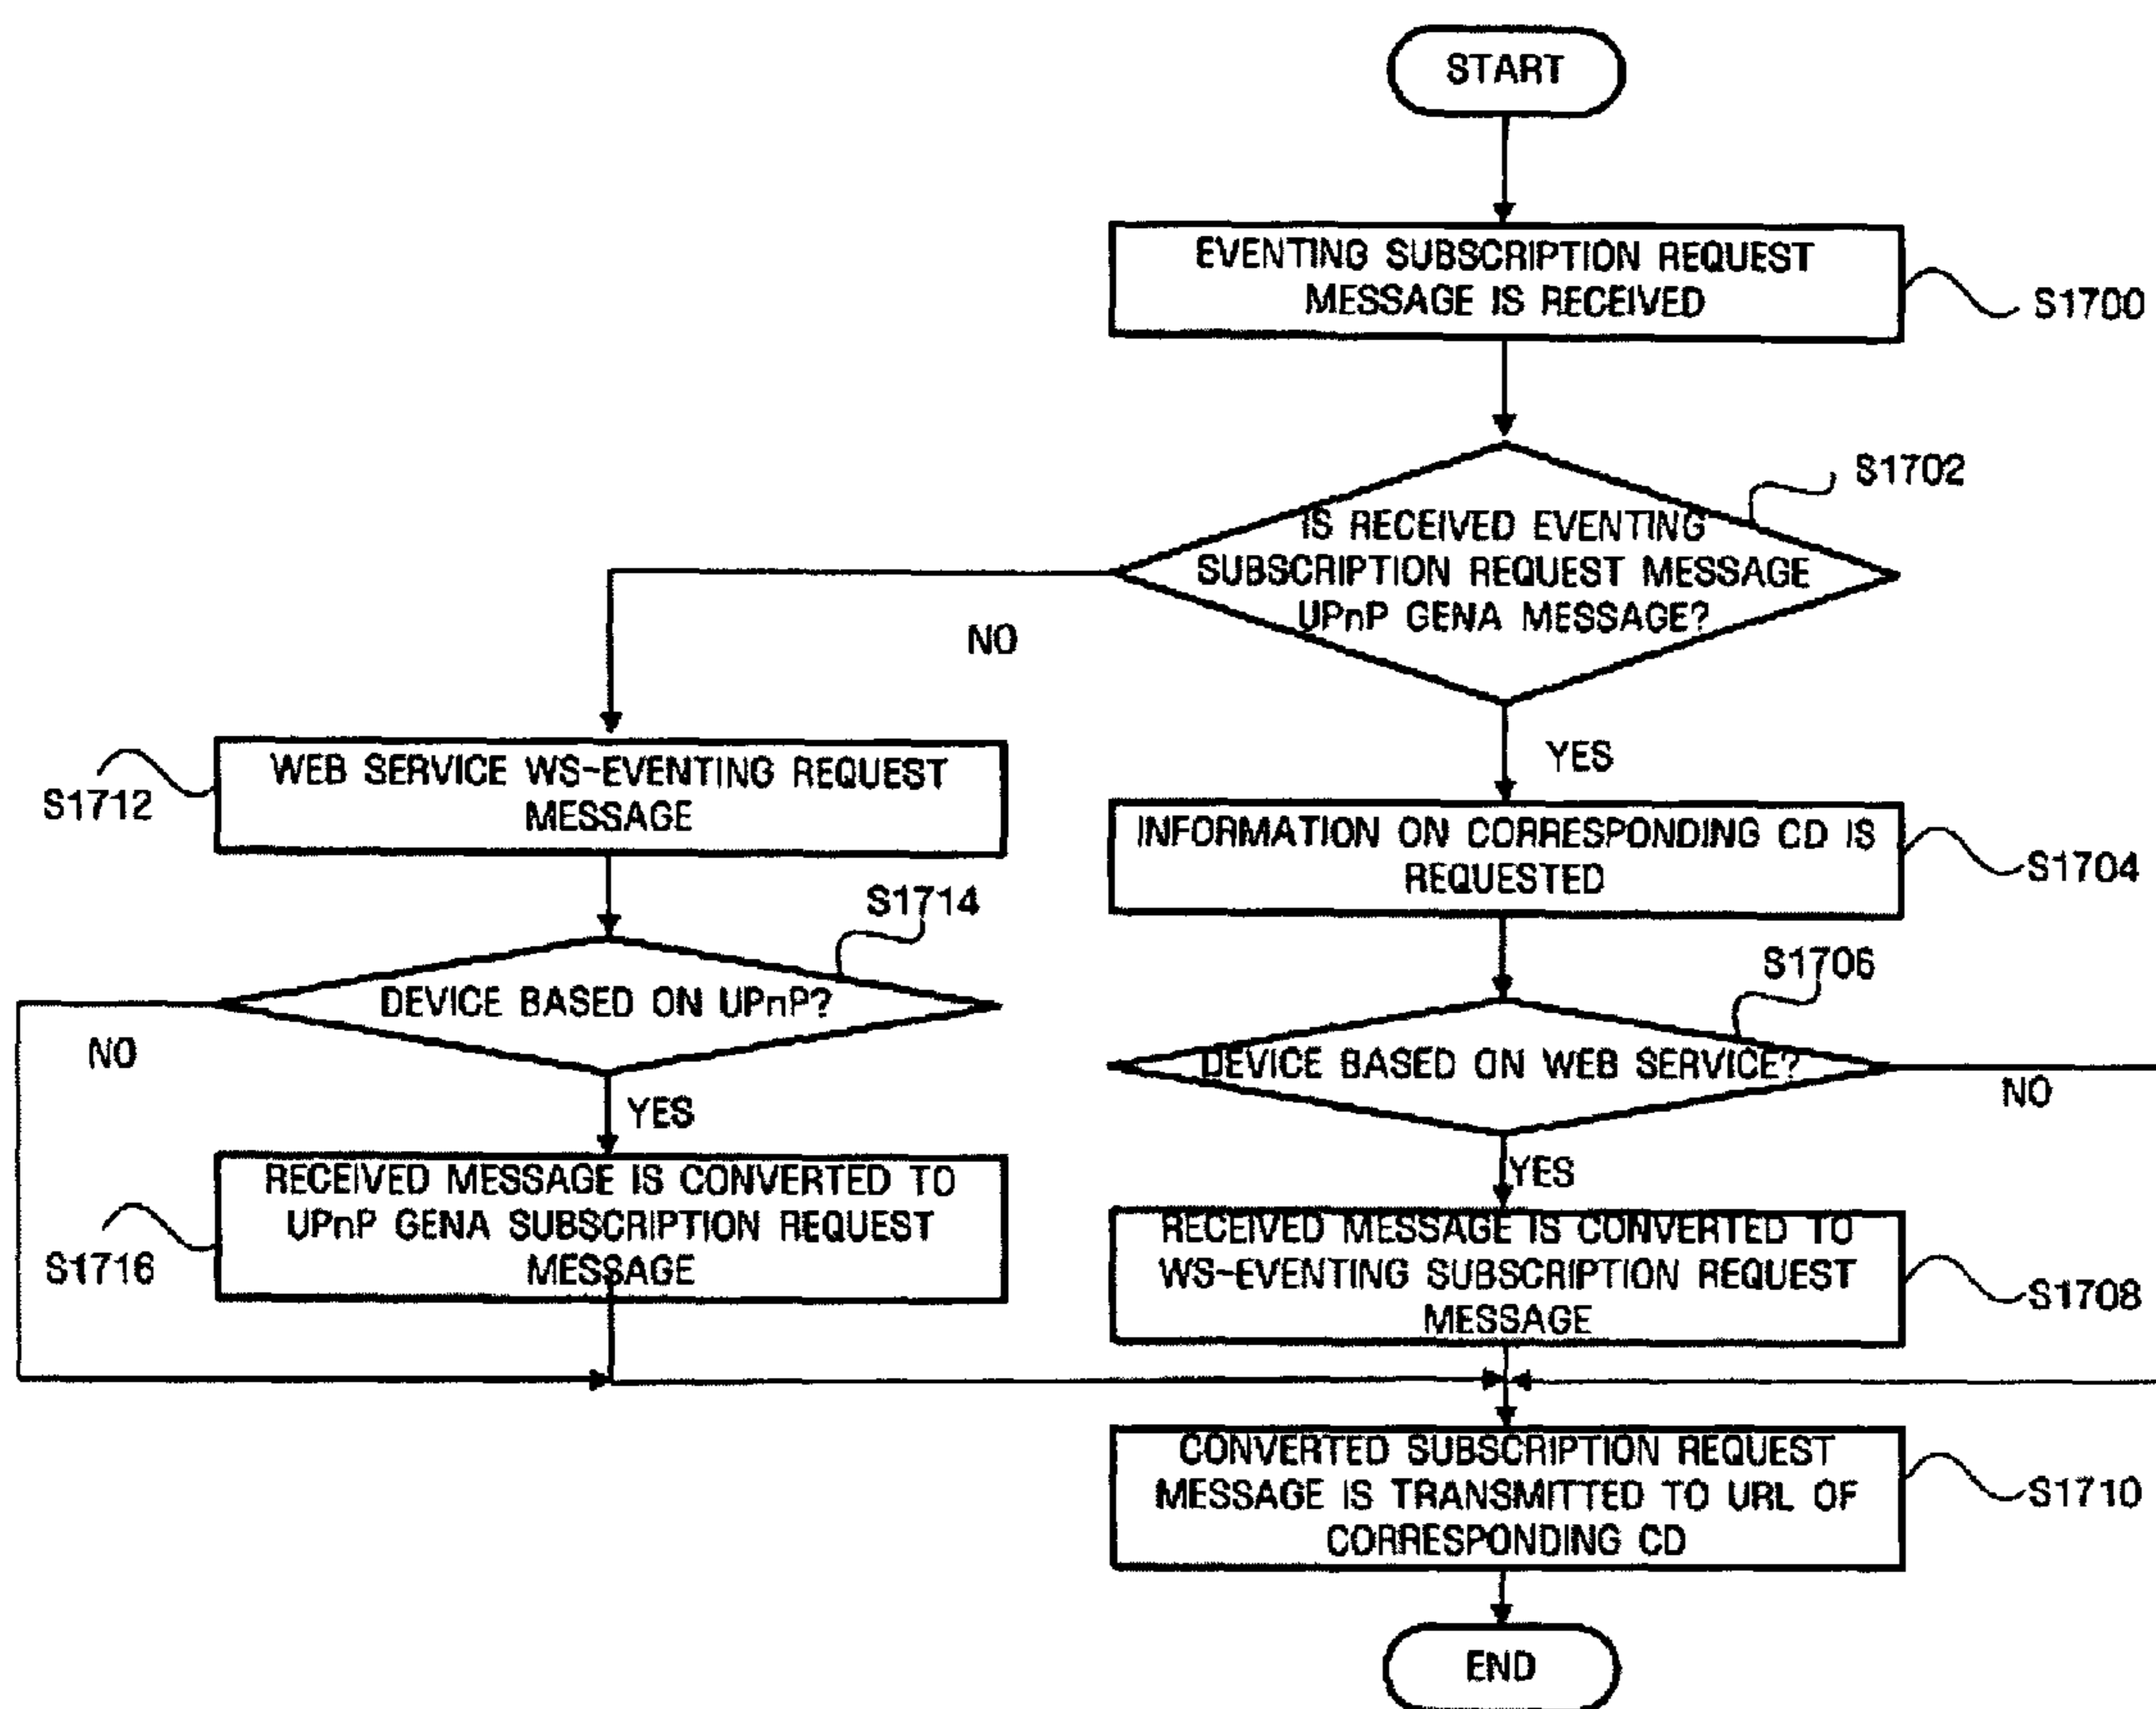 START
EVENTING SUBSCRIPTION REQUEST
MESSAGE IS RECEIVED
S1700
S1702
IS RECEIVED EVENTING
SUBSCRIPTION REQUEST MESSAGE
UPnP GENA MESSAGE?
NO
YES
WEB SERVICE WS-EVENTING REQUEST
MESSAGE
S1712
INFORMATION ON CORRESPONDING CD IS
REQUESTED
S1704
S1714
DEVICE BASED ON UPnP?
NO
YES
S1706
DEVICE BASED ON WEB SERVICE?
NO
YES
RECEIVED MESSAGE IS CONVERTED TO
UPnP GENA SUBSCRIPTION REQUEST
MESSAGE
S1716
RECEIVED MESSAGE IS CONVERTED TO
WS-EVENTING SUBSCRIPTION REQUEST
MESSAGE
S1708
CONVERTED SUBSCRIPTION REQUEST
MESSAGE IS TRANSMITTED TO URL OF
CORRESPONDING CD
S1710
END